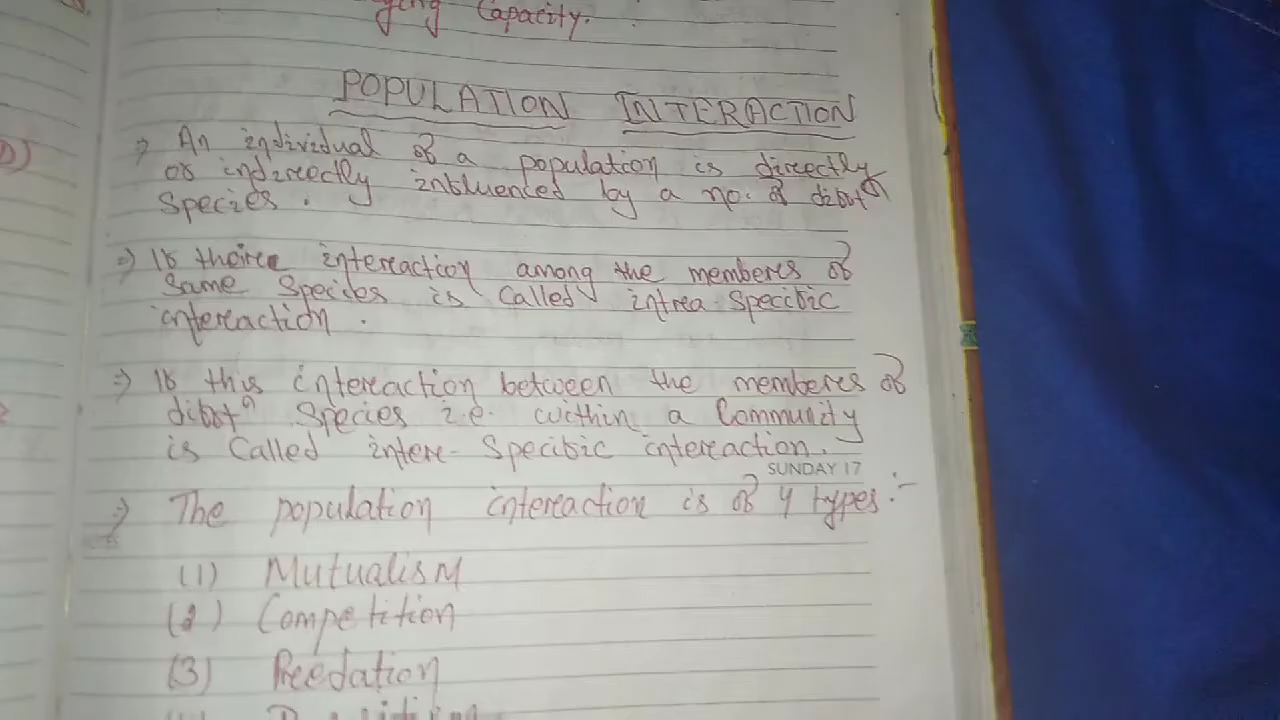 Capacity.
POPULATION INTERACTION
⇒ An individual of a population is directly
or indirectly influenced by a no. of diffntn
Species.
⇒ If their interaction among the members of
Same Species is Called intra-Specific
interaction.
⇒ If this interaction between the members of
diffntn Species i.e. within a Community
is Called inter-Specific interaction.
SUNDAY 17
⇒ The population interaction is of 4 types:-
(1) Mutualism
(2) Competition
(3) Predation